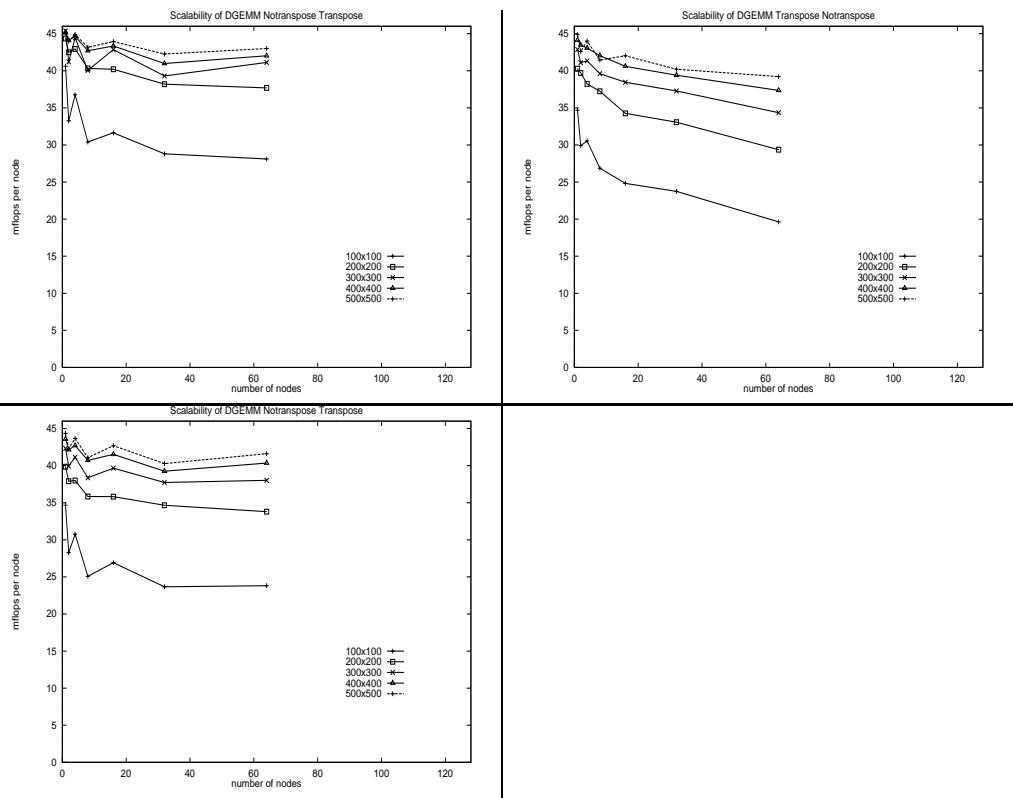 Scalability of DGEMM Notranspose Transpose
45
40
35
30
25
20
15
10
5
0
mflops per node
100x100
200x200
300x300
400x400
500x500
0 20 40 60 80 100 120
number of nodes
Scalability of DGEMM Transpose Notranspose
45
40
35
30
25
20
15
10
5
0
mflops per node
100x100
200x200
300x300
400x400
500x500
0 20 40 60 80 100 120
number of nodes
Scalability of DGEMM Notranspose Transpose
45
40
35
30
25
20
15
10
5
0
mflops per node
100x100
200x200
300x300
400x400
500x500
0 20 40 60 80 100 120
number of nodes